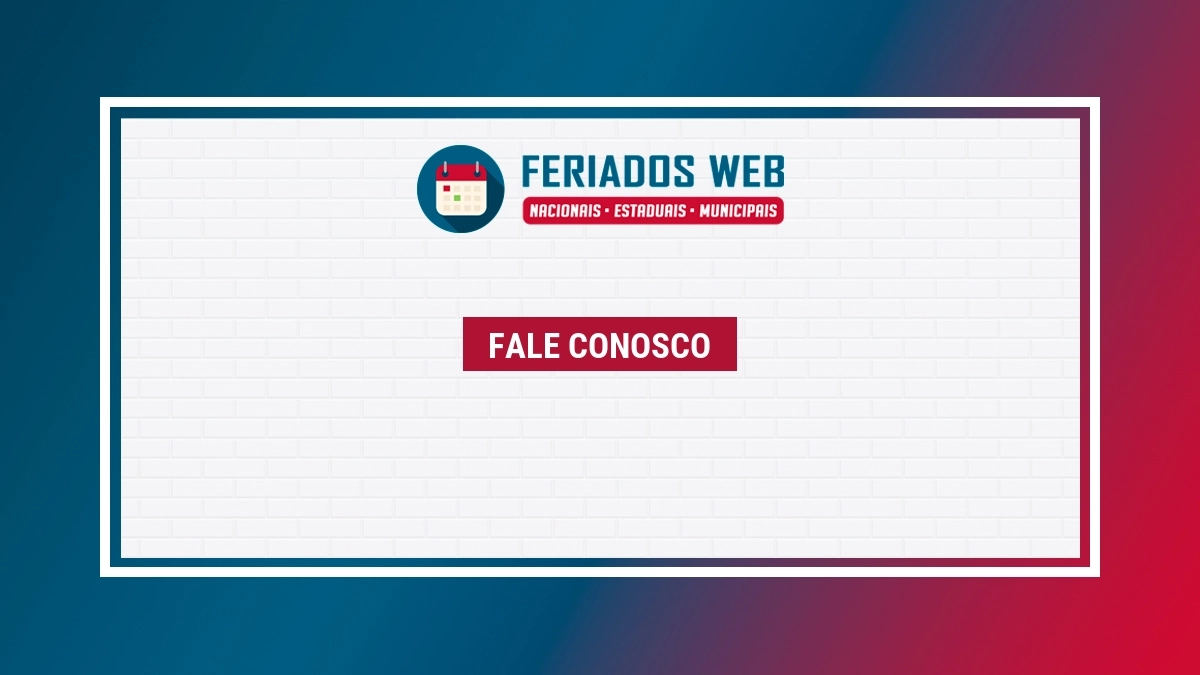 FERIADOS WEB
NACIONAIS • ESTADUAIS • MUNICIPAIS
FALE CONOSCO